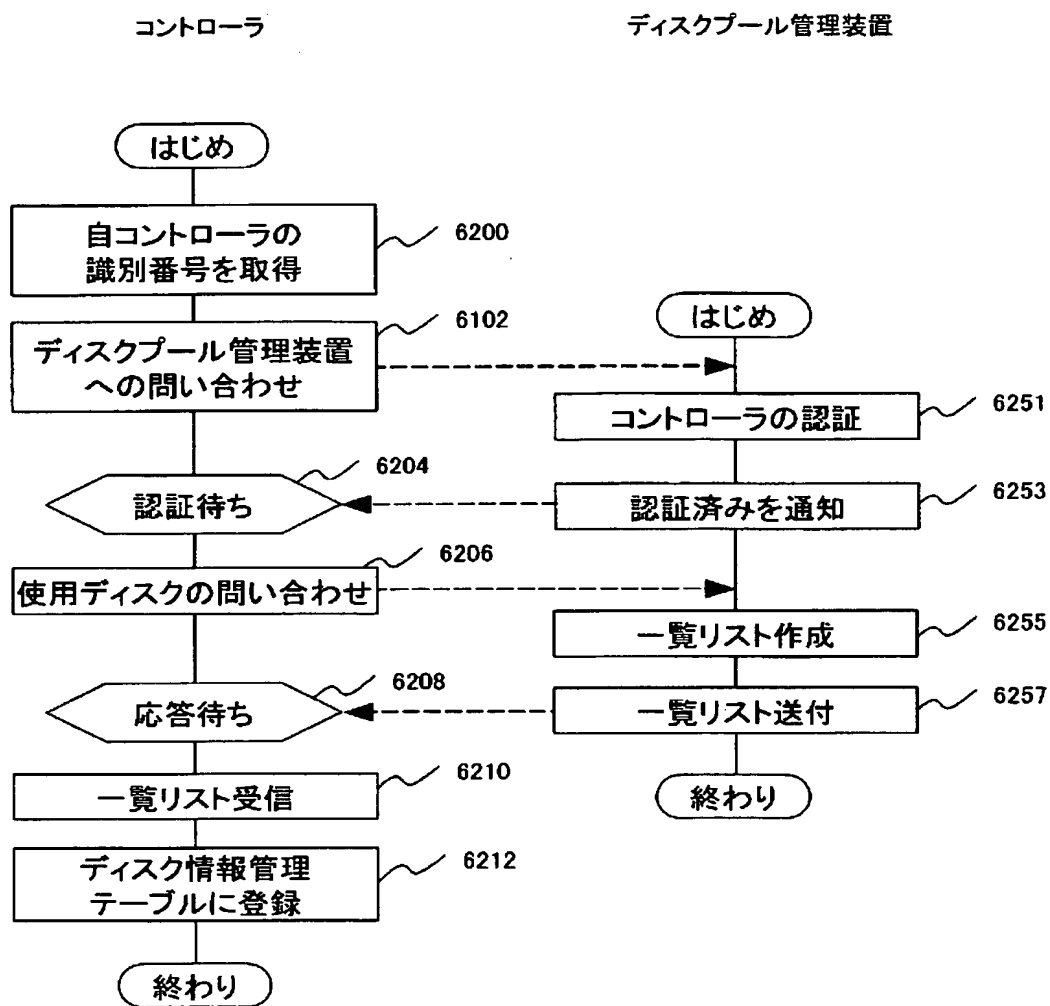 コントローラ
ディスクプール管理装置
はじめ
自コントローラの
識別番号を取得
6200
ディスクプール管理装置
への問い合わせ
6102
はじめ
コントローラの認証
6251
認証待ち
6204
認証済みを通知
6253
使用ディスクの問い合わせ
6206
一覧リスト作成
6255
応答待ち
6208
一覧リスト送付
6257
一覧リスト受信
6210
終わり
ディスク情報管理
テーブルに登録
6212
終わり